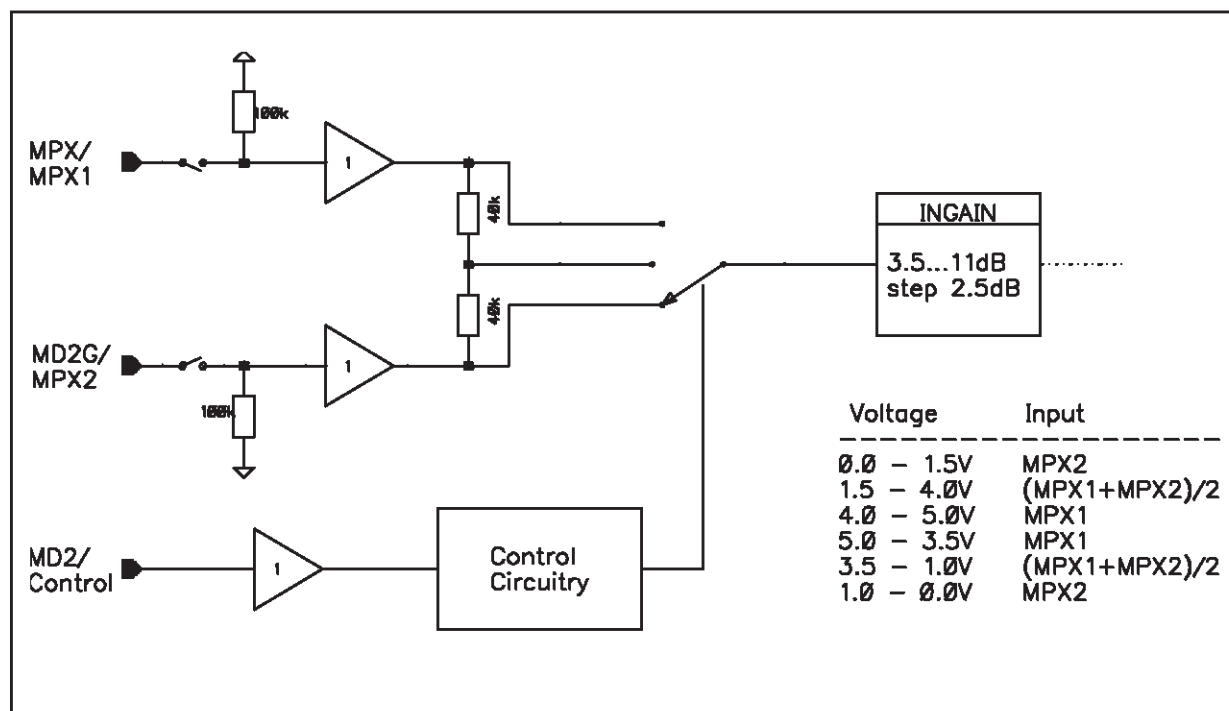 100k
MPX/
MPX1
1
40k
INGAIN
3.5...11dB
step 2.5dB
40k
MD2G/
MPX2
1
100k
Voltage Input
0.0 - 1.5V MPX2
1.5 - 4.0V (MPX1+MPX2)/2
4.0 - 5.0V MPX1
5.0 - 3.5V MPX1
3.5 - 1.0V (MPX1+MPX2)/2
1.0 - 0.0V MPX2
MD2/
Control
1
Control
Circuitry